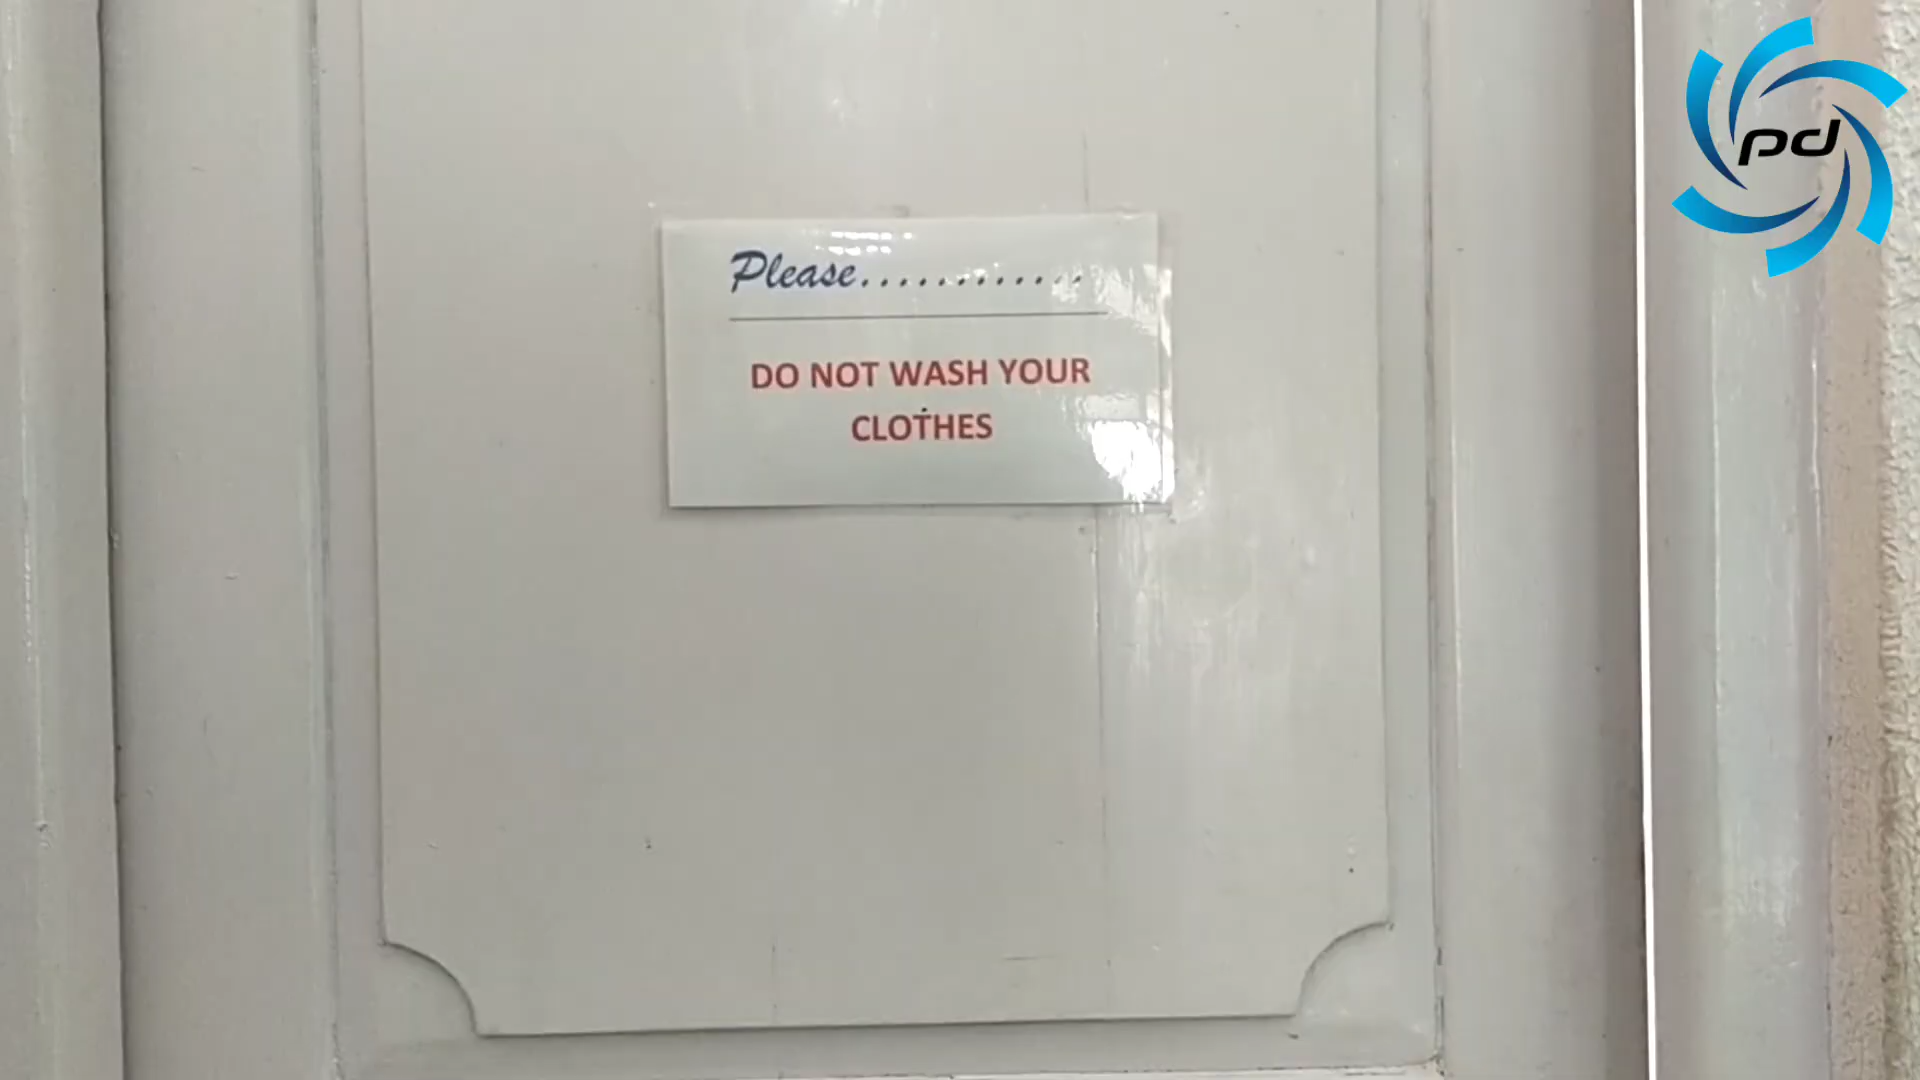 pd
Please.............
DO NOT WASH YOUR
CLOTHES